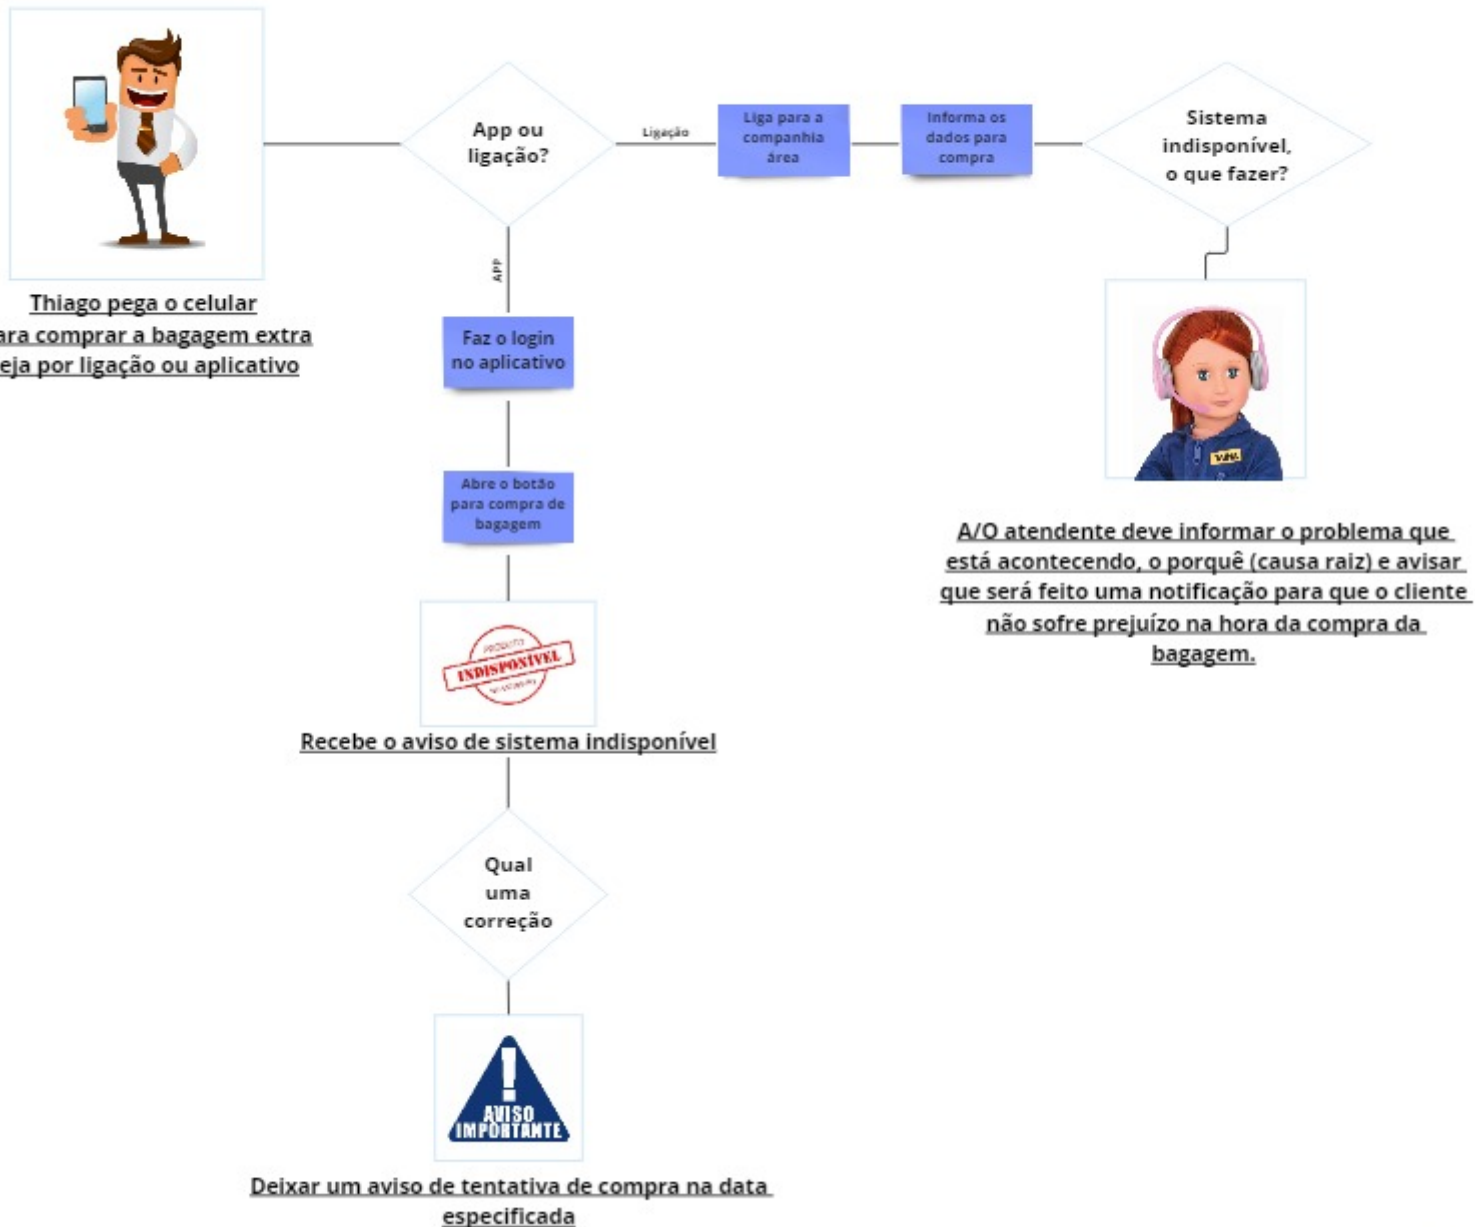 App ou
ligação?
Ligação
Liga para a
companhia
área
Informa os
dados para
compra
Sistema
indisponível,
o que fazer?
Thiago pega o celular
ara comprar a bagagem extra
eja por ligação ou aplicativo
APP
Faz o login
no aplicativo
Abre o botão
para compra de
bagagem
PRODUTO
INDISPONÍVEL
Recebe o aviso de sistema indisponível
Qual
uma
correção
AVISO
IMPORTANTE
Deixar um aviso de tentativa de compra na data
especificada
A/O atendente deve informar o problema que
está acontecendo, o porquê (causa raiz) e avisar
que será feito uma notificação para que o cliente
não sofre prejuízo na hora da compra da
bagagem.